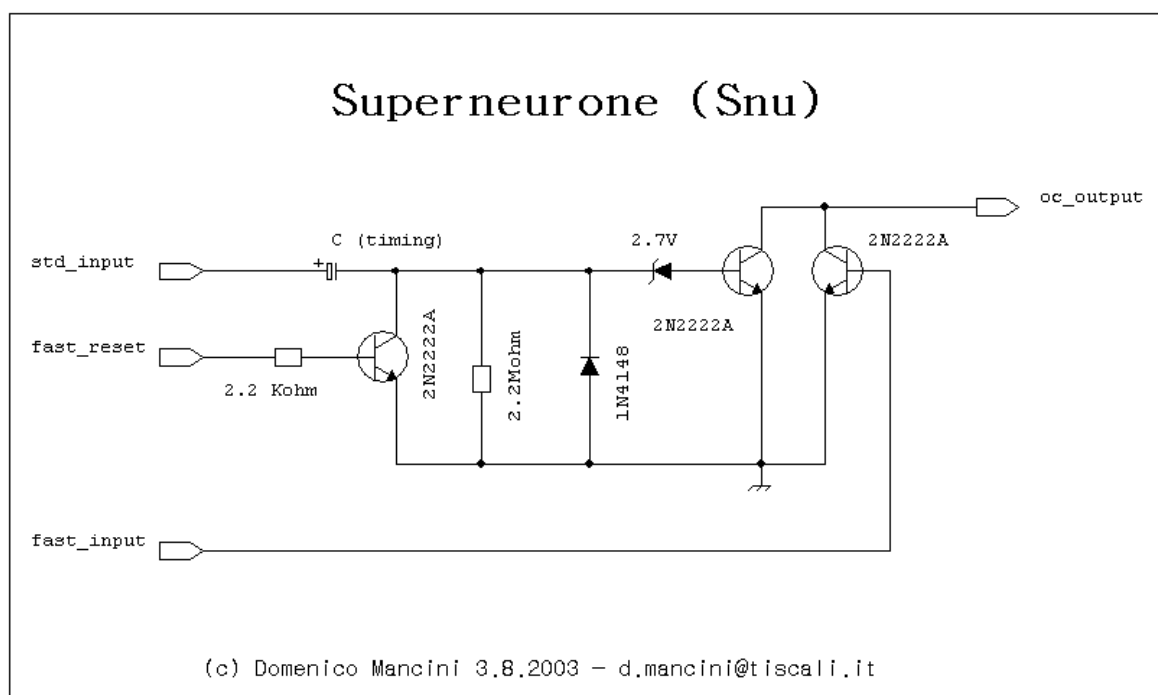 Superneurone (Snu)
oc_output
C (timing)
2.7V
2N2222A
std_input
+
2N2222A
fast_reset
2.2 Kohm
2N2222A
2.2Mohm
1N4148
fast_input
(c) Domenico Mancini 3.8.2003 – d.mancini@tiscali.it